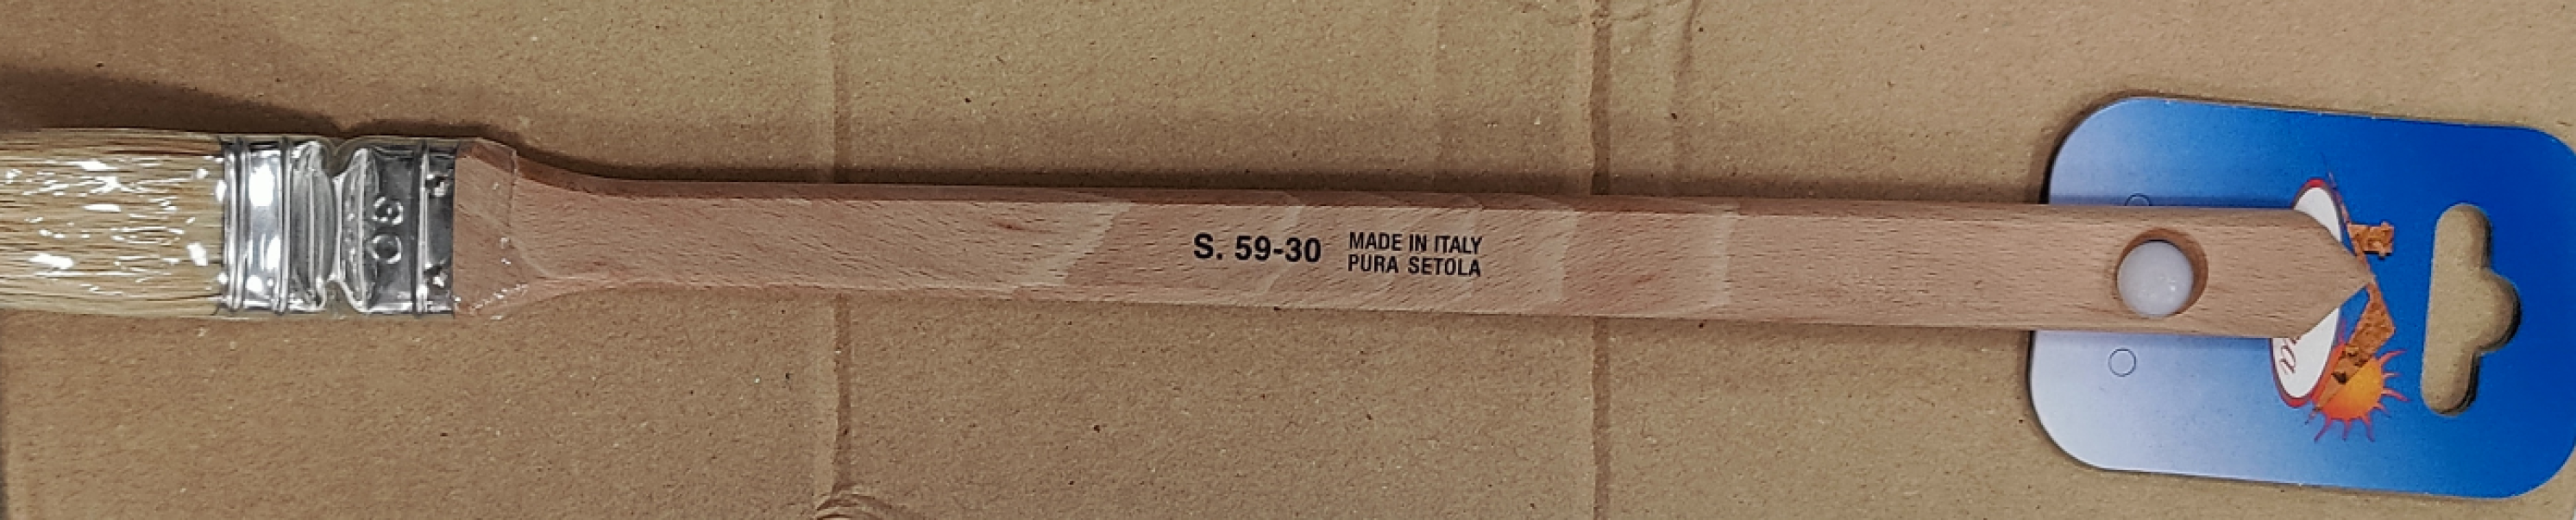 S. 59-30
MADE IN ITALY
PURA SETOLA
30